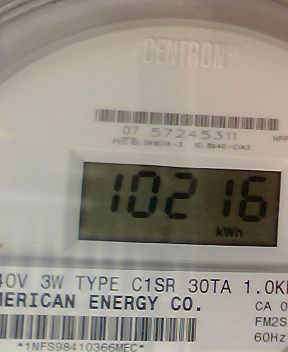 CENTRON®
07 57245311
10216
kWh
40V 3W TYPE C1SR 30TA 1.0K
MERICAN ENERGY CO.
CA 0
FM2S
60Hz
*1NFS98410366MEC*